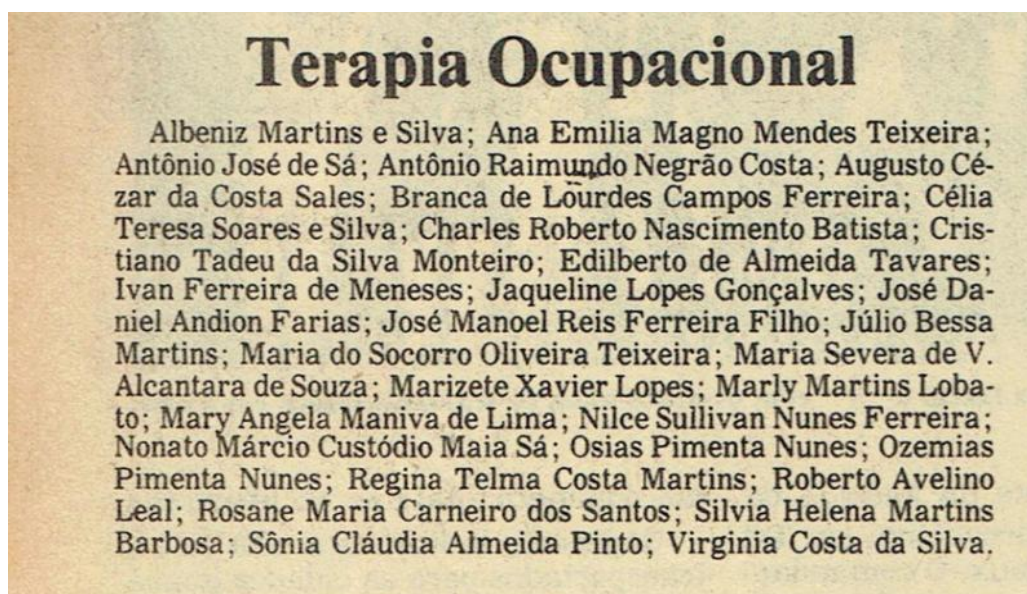 Terapia Ocupacional
Albeniz Martins e Silva; Ana Emilia Magno Mendes Teixeira;
Antônio José de Sá; Antônio Raimundo Negrão Costa; Augusto Cé-
zar da Costa Sales; Branca de Lourdes Campos Ferreira; Célia
Teresa Soares e Silva; Charles Roberto Nascimento Batista; Cris-
tiano Tadeu da Silva Monteiro; Edilberto de Almeida Tavares;
Ivan Ferreira de Meneses; Jaqueline Lopes Gonçalves; José Da-
niel Andion Farias; José Manoel Reis Ferreira Filho; Júlio Bessa
Martins; Maria do Socorro Oliveira Teixeira; Maria Severa de V.
Alcantara de Souza; Marizete Xavier Lopes; Marly Martins Loba-
to; Mary Angela Maniva de Lima; Nilce Sullivan Nunes Ferreira;
Nonato Márcio Custódio Maia Sá; Osias Pimenta Nunes; Ozemias
Pimenta Nunes; Regina Telma Costa Martins; Roberto Avelino
Leal; Rosane Maria Carneiro dos Santos; Silvia Helena Martins
Barbosa; Sônia Cláudia Almeida Pinto; Virginia Costa da Silva.